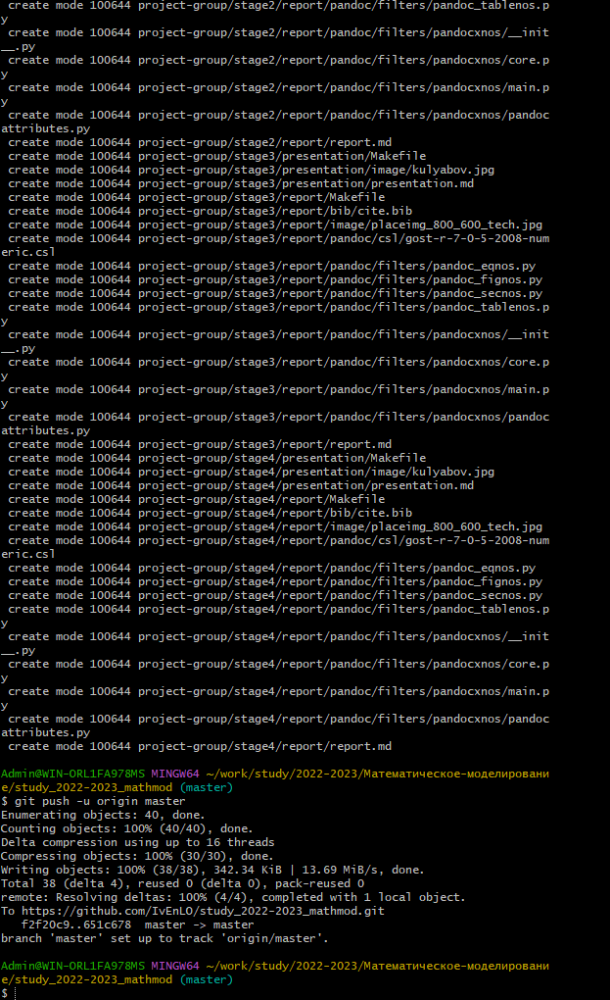 create mode 100644 project-group/stage2/report/pandoc/filters/pandoc_tablenos.p
y
 create mode 100644 project-group/stage2/report/pandoc/filters/pandocxnos/__init
__.py
 create mode 100644 project-group/stage2/report/pandoc/filters/pandocxnos/core.p
y
 create mode 100644 project-group/stage2/report/pandoc/filters/pandocxnos/main.p
y
 create mode 100644 project-group/stage2/report/pandoc/filters/pandocxnos/pandoc
attributes.py
 create mode 100644 project-group/stage2/report/report.md
 create mode 100644 project-group/stage3/presentation/Makefile
 create mode 100644 project-group/stage3/presentation/image/kulyabov.jpg
 create mode 100644 project-group/stage3/presentation/presentation.md
 create mode 100644 project-group/stage3/report/Makefile
 create mode 100644 project-group/stage3/report/bib/cite.bib
 create mode 100644 project-group/stage3/report/image/placeimg_800_600_tech.jpg
 create mode 100644 project-group/stage3/report/pandoc/csl/gost-r-7-0-5-2008-num
eric.csl
 create mode 100644 project-group/stage3/report/pandoc/filters/pandoc_eqnos.py
 create mode 100644 project-group/stage3/report/pandoc/filters/pandoc_fignos.py
 create mode 100644 project-group/stage3/report/pandoc/filters/pandoc_secnos.py
 create mode 100644 project-group/stage3/report/pandoc/filters/pandoc_tablenos.p
y
 create mode 100644 project-group/stage3/report/pandoc/filters/pandocxnos/__init
__.py
 create mode 100644 project-group/stage3/report/pandoc/filters/pandocxnos/core.p
y
 create mode 100644 project-group/stage3/report/pandoc/filters/pandocxnos/main.p
y
 create mode 100644 project-group/stage3/report/pandoc/filters/pandocxnos/pandoc
attributes.py
 create mode 100644 project-group/stage3/report/report.md
 create mode 100644 project-group/stage4/presentation/Makefile
 create mode 100644 project-group/stage4/presentation/image/kulyabov.jpg
 create mode 100644 project-group/stage4/presentation/presentation.md
 create mode 100644 project-group/stage4/report/Makefile
 create mode 100644 project-group/stage4/report/bib/cite.bib
 create mode 100644 project-group/stage4/report/image/placeimg_800_600_tech.jpg
 create mode 100644 project-group/stage4/report/pandoc/csl/gost-r-7-0-5-2008-num
eric.csl
 create mode 100644 project-group/stage4/report/pandoc/filters/pandoc_eqnos.py
 create mode 100644 project-group/stage4/report/pandoc/filters/pandoc_fignos.py
 create mode 100644 project-group/stage4/report/pandoc/filters/pandoc_secnos.py
 create mode 100644 project-group/stage4/report/pandoc/filters/pandoc_tablenos.p
y
 create mode 100644 project-group/stage4/report/pandoc/filters/pandocxnos/__init
__.py
 create mode 100644 project-group/stage4/report/pandoc/filters/pandocxnos/core.p
y
 create mode 100644 project-group/stage4/report/pandoc/filters/pandocxnos/main.p
y
 create mode 100644 project-group/stage4/report/pandoc/filters/pandocxnos/pandoc
attributes.py
 create mode 100644 project-group/stage4/report/report.md

Admin@WIN-ORL1FA978MS MINGW64 ~/work/study/2022-2023/Математическое-моделировани
е/study_2022-2023_mathmod (master)
$ git push -u origin master
Enumerating objects: 40, done.
Counting objects: 100% (40/40), done.
Delta compression using up to 16 threads
Compressing objects: 100% (30/30), done.
Writing objects: 100% (38/38), 342.34 KiB | 13.69 MiB/s, done.
Total 38 (delta 4), reused 0 (delta 0), pack-reused 0
remote: Resolving deltas: 100% (4/4), completed with 1 local object.
To https://github.com/IvEnLO/study_2022-2023_mathmod.git
   f2f20c9..651c678  master -> master
branch 'master' set up to track 'origin/master'.

Admin@WIN-ORL1FA978MS MINGW64 ~/work/study/2022-2023/Математическое-моделировани
е/study_2022-2023_mathmod (master)
$